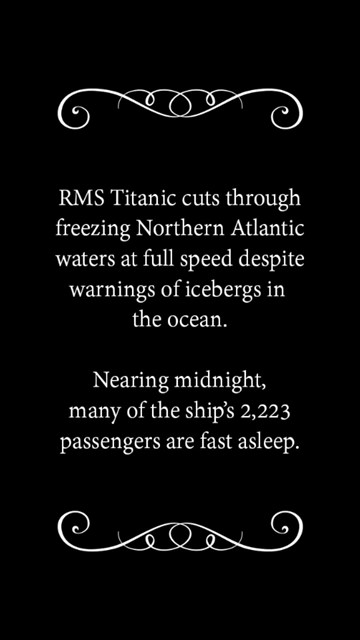 RMS Titanic cuts through
freezing Northern Atlantic
waters at full speed despite
warnings of icebergs in
the ocean.
Nearing midnight,
many of the ship's 2,223
passengers are fast asleep.